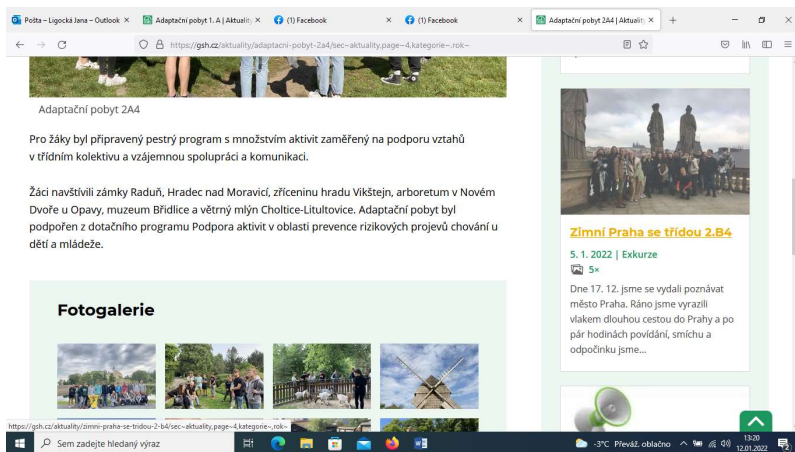 Pošta – Ligocká Jana – Outlook
Adaptační pobyt 1. A | Aktuality
(1) Facebook
(1) Facebook
Adaptační pobyt 2A4 | Aktuality
https://gsh.cz/aktuality/adaptacni-pobyt-2a4/sec~aktuality,page~4,kategorie~,rok~
Adaptační pobyt 2A4
Pro žáky byl připravený pestrý program s množstvím aktivit zaměřený na podporu vztahů
v třídním kolektivu a vzájemnou spolupráci a komunikaci.
Žáci navštívili zámky Raduň, Hradec nad Moravicí, zříceninu hradu Vikštejn, arboretum v Novém
Dvoře u Opavy, muzeum Břidlice a větrný mlýn Choltice-Litultovice. Adaptační pobyt byl
podpořen z dotačního programu Podpora aktivit v oblasti prevence rizikových projevů chování u
dětí a mládeže.
Fotogalerie
Zimní Praha se třídou 2.B4
5. 1. 2022 | Exkurze
5×
Dne 17. 12. jsme se vydali poznávat
město Praha. Ráno jsme vyrazili
vlakem dlouhou cestou do Prahy a po
pár hodinách povídání, smíchu a
odpočinku jsme...
https://gsh.cz/aktuality/zimni-praha-se-tridou-2-b4/sec~aktuality,page~4,kategorie~,rok~
Sem zadejte hledaný výraz
-3°C Převáž. oblačno
13:20
12.01.2022
2